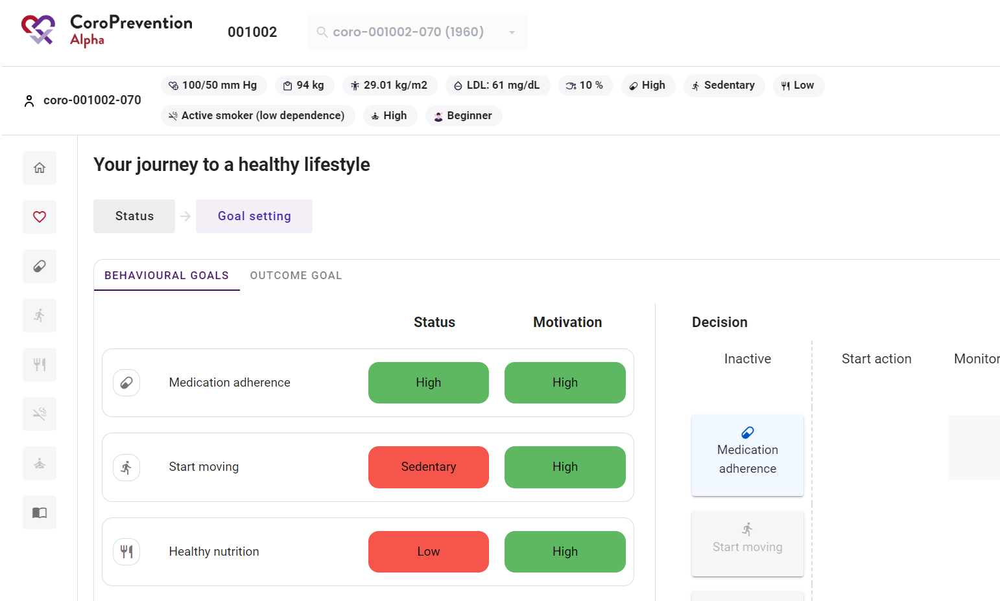 CoroPrevention
Alpha
001002
coro-001002-070 (1960)
coro-001002-070
100/50 mm Hg
94 kg
29.01 kg/m2
LDL: 61 mg/dL
10 %
High
Sedentary
Low
Active smoker (low dependence)
High
Beginner
Your journey to a healthy lifestyle
Status
Goal setting
BEHAVIOURAL GOALS
OUTCOME GOAL
Status
Motivation
Decision
Inactive
Start action
Monitor
Medication adherence
High
High
Medication
adherence
Start moving
Sedentary
High
Start moving
Healthy nutrition
Low
High